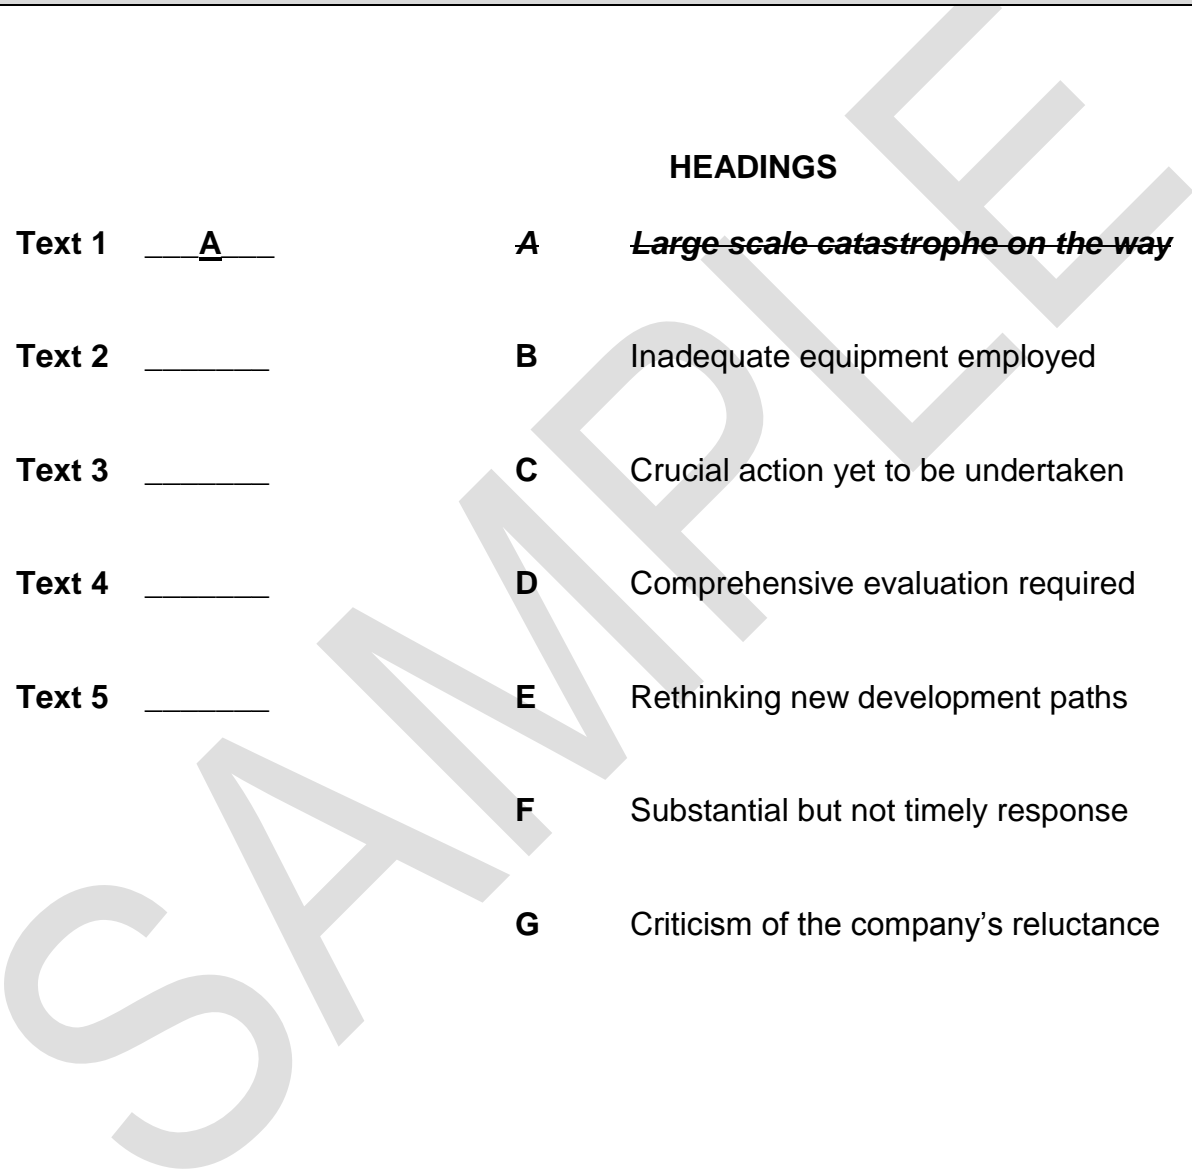 HEADINGS
Text 1 ___A___ A Large scale catastrophe on the way
Text 2 _______ B Inadequate equipment employed
Text 3 _______ C Crucial action yet to be undertaken
Text 4 _______ D Comprehensive evaluation required
Text 5 _______ E Rethinking new development paths
F Substantial but not timely response
G Criticism of the company’s reluctance
SAMPLE